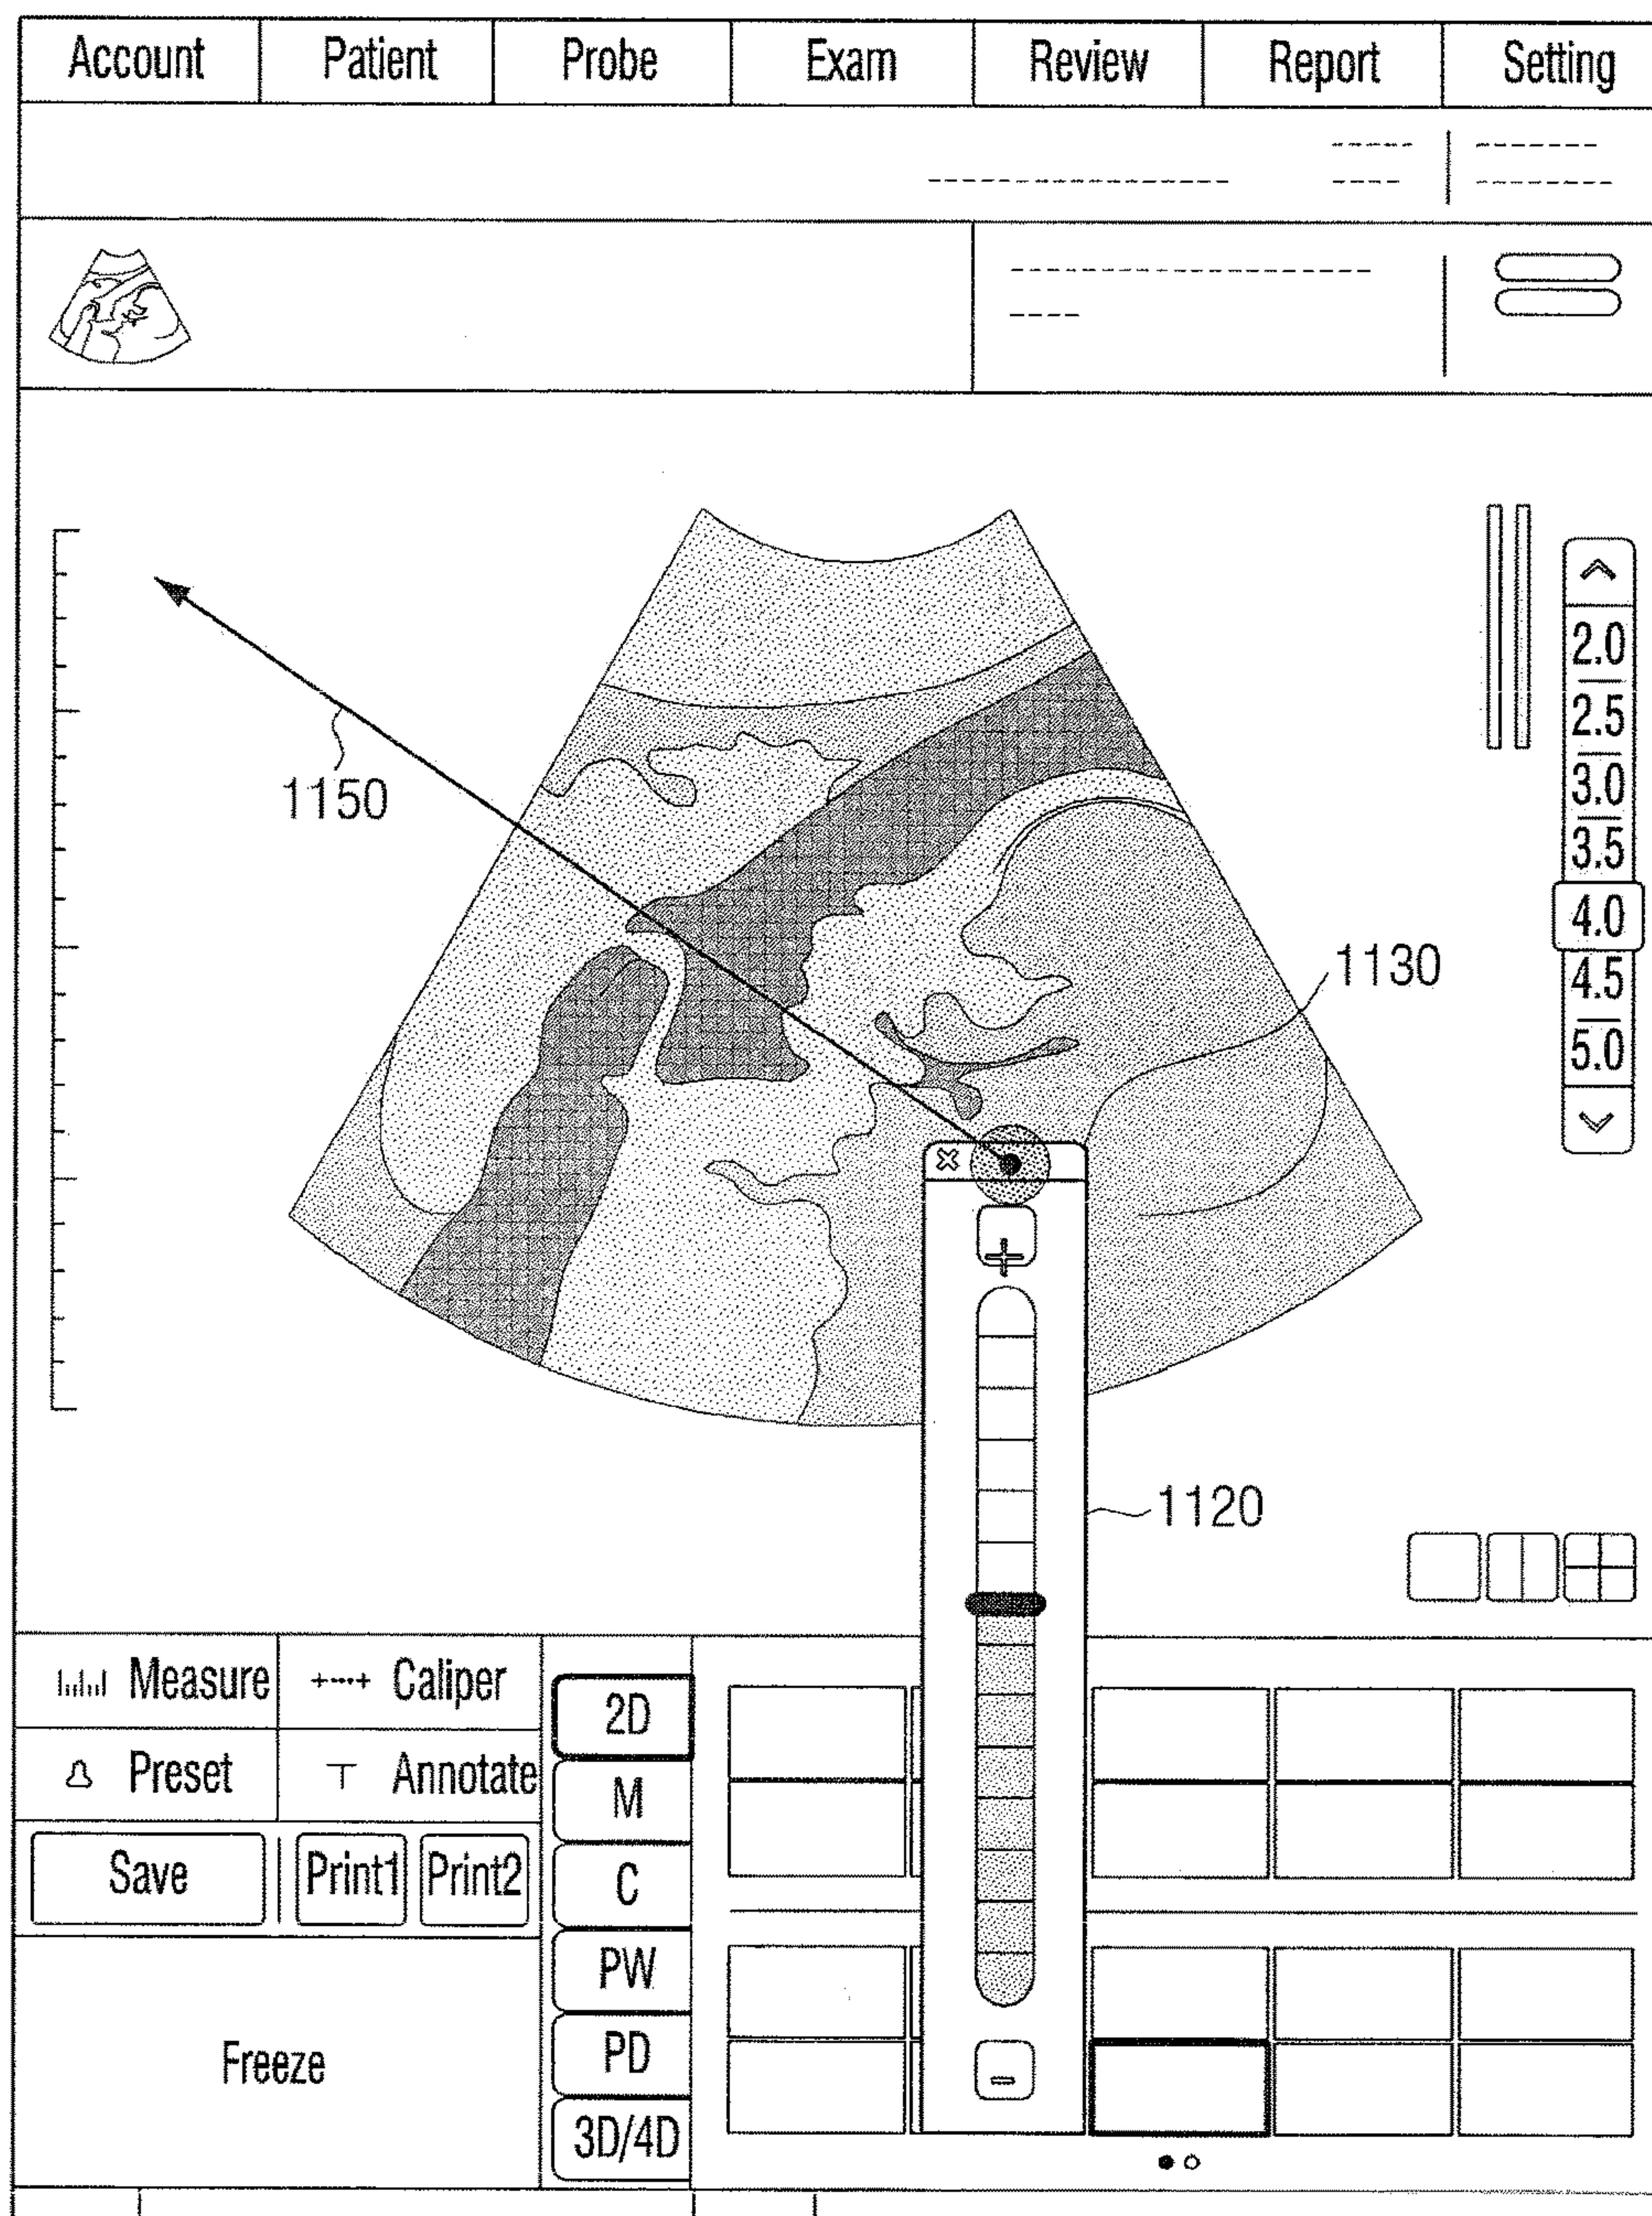 Account Patient Probe Exam Review Report Setting
2.0
2.5
3.0
3.5
4.0
4.5
5.0
1150
1130
1120
Measure Caliper
Preset Annotate
Save Print1 Print2
Freeze
2D
M
C
PW
PD
3D/4D